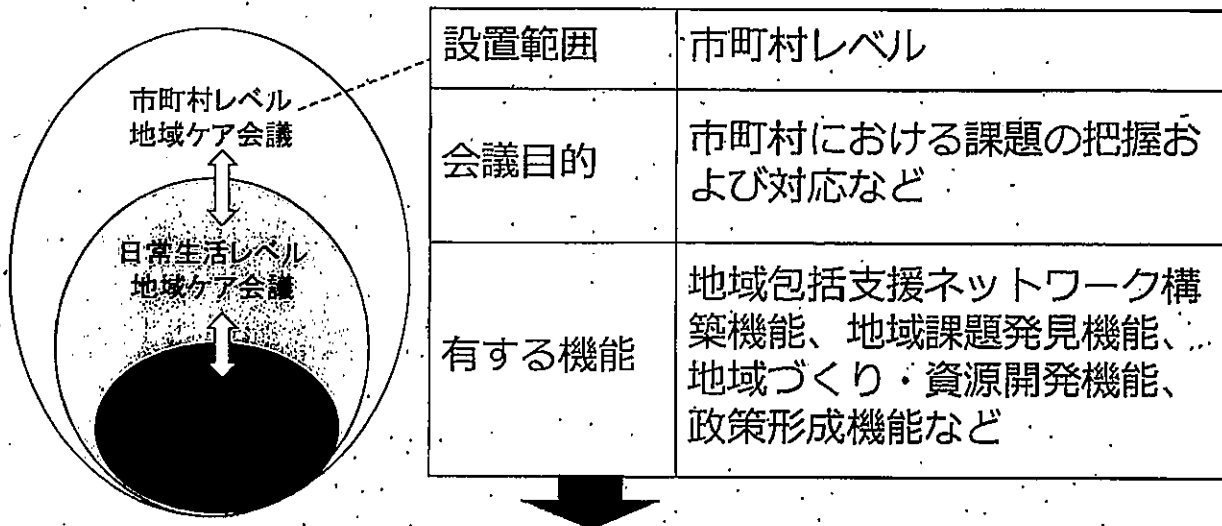 市町村レベル
地域ケア会議
日常生活レベル
地域ケア会議
設置範囲
市町村レベル
会議目的
市町村における課題の把握お
よび対応など
有する機能
地域包括支援ネットワーク構
築機能、地域課題発見機能、
地域づくり・資源開発機能、
政策形成機能など